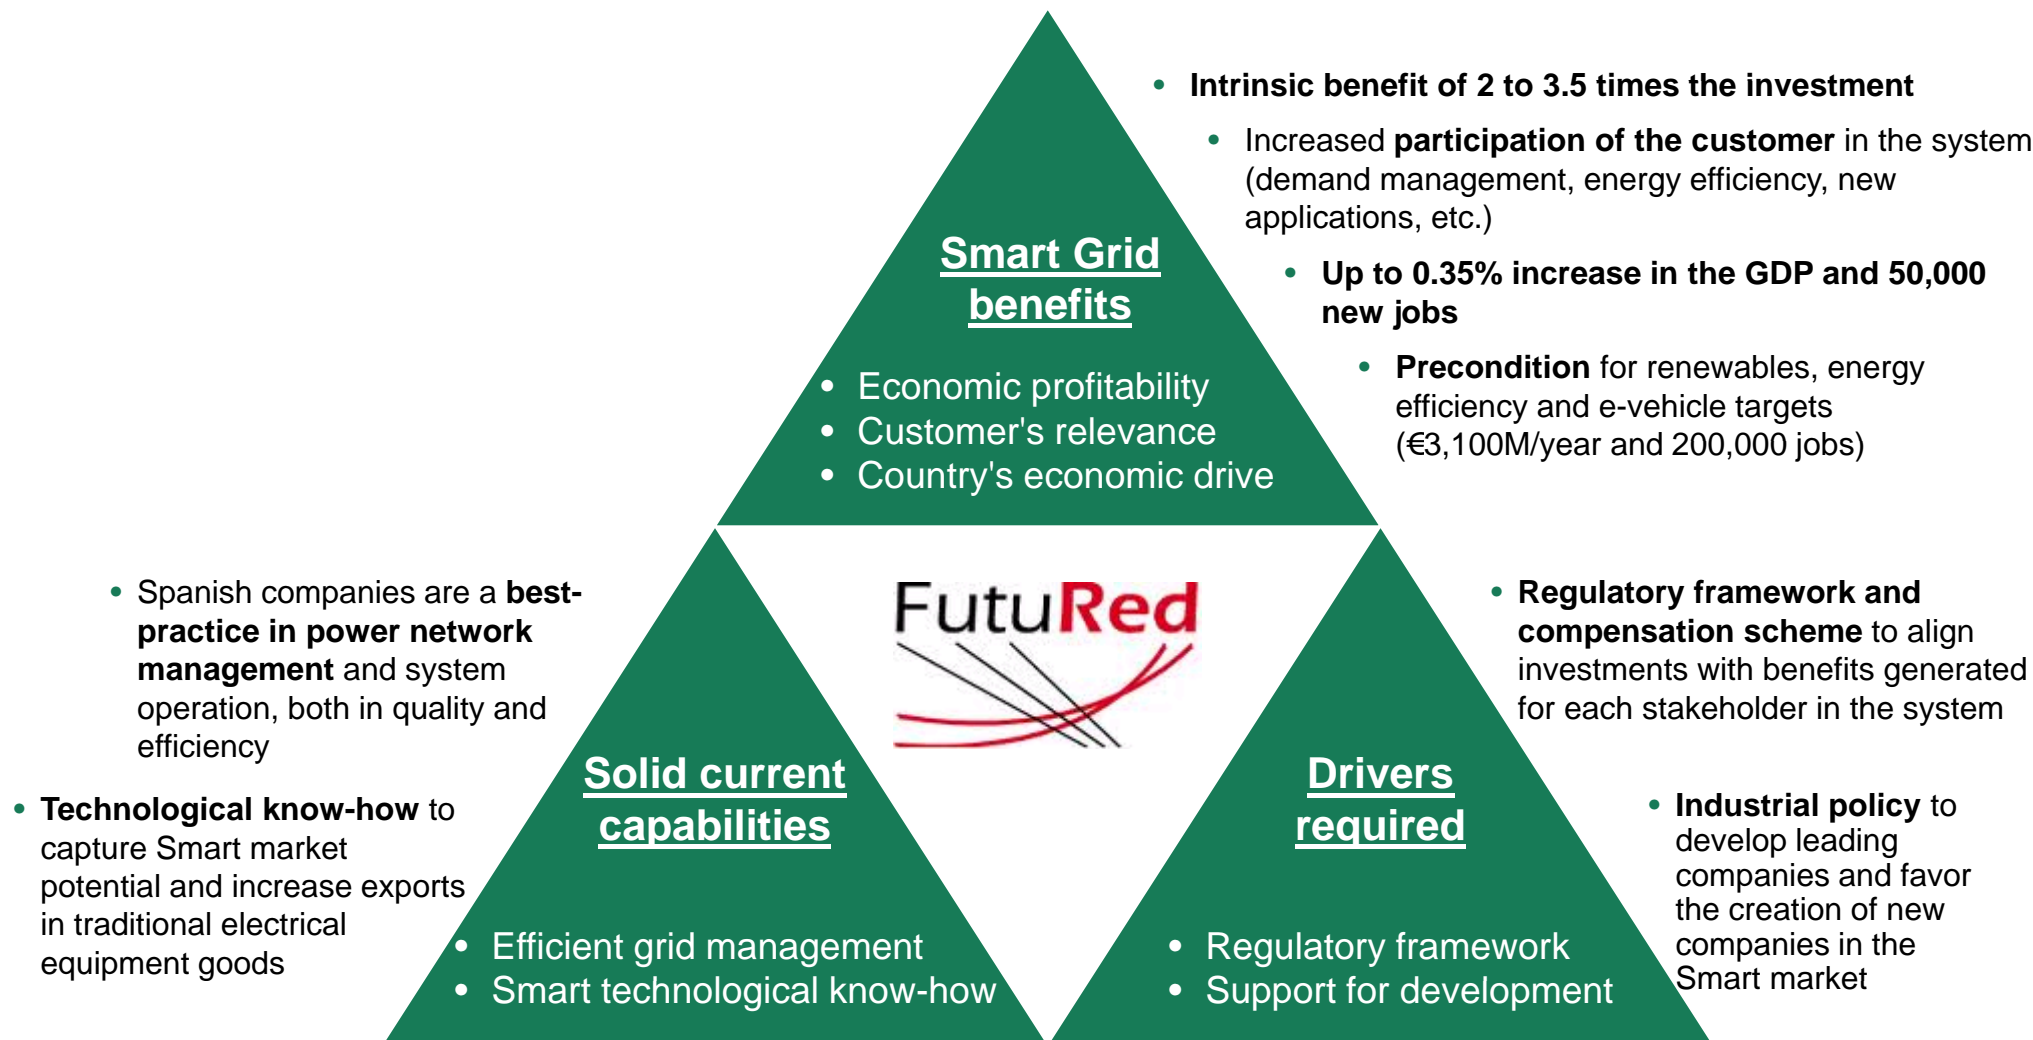 Smart Grid
benefits
• Economic profitability
• Customer's relevance
• Country's economic drive
• Intrinsic benefit of 2 to 3.5 times the investment
• Increased participation of the customer in the system
(demand management, energy efficiency, new
applications, etc.)
• Up to 0.35% increase in the GDP and 50,000
new jobs
• Precondition for renewables, energy
efficiency and e-vehicle targets
(€3,100M/year and 200,000 jobs)
• Spanish companies are a best-
practice in power network
management and system
operation, both in quality and
efficiency
• Technological know-how to
capture Smart market
potential and increase exports
in traditional electrical
equipment goods
Solid current
capabilities
• Efficient grid management
• Smart technological know-how
FutuRed
Drivers
required
• Regulatory framework
• Support for development
• Regulatory framework and
compensation scheme to align
investments with benefits generated
for each stakeholder in the system
• Industrial policy to
develop leading
companies and favor
the creation of new
companies in the
Smart market